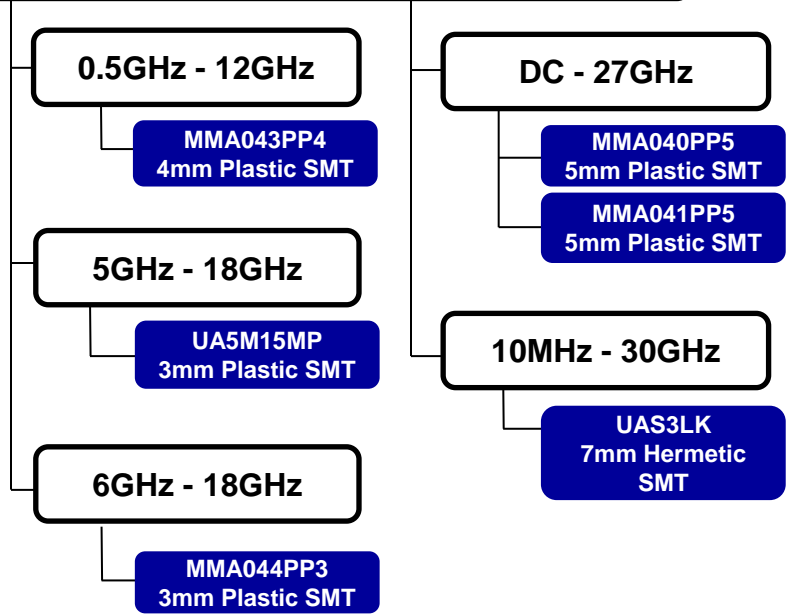 0.5GHz - 12GHz
MMA043PP4
4mm Plastic SMT
5GHz - 18GHz
UA5M15MP
3mm Plastic SMT
6GHz - 18GHz
MMA044PP3
3mm Plastic SMT
DC - 27GHz
MMA040PP5
5mm Plastic SMT
MMA041PP5
5mm Plastic SMT
10MHz - 30GHz
UAS3LK
7mm Hermetic
SMT